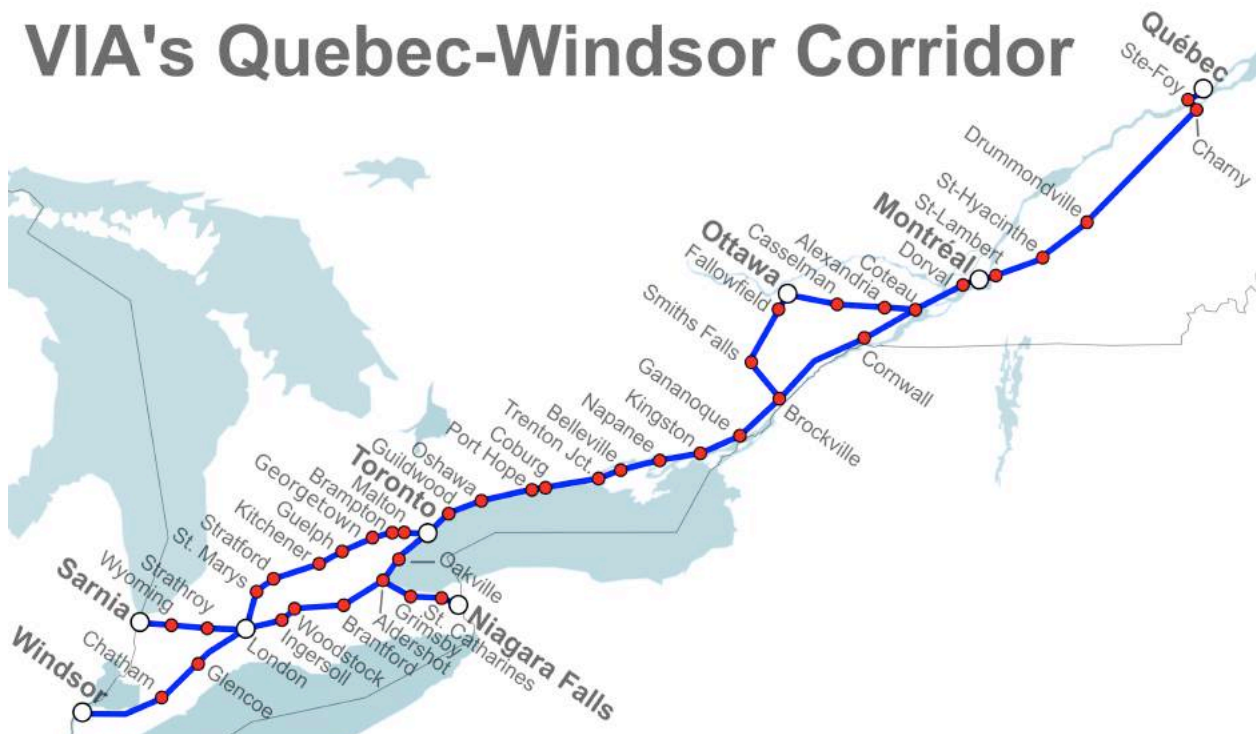 VIA's Quebec-Windsor Corridor
Québec
Ste-Foy
Charny
Drummondville
St-Hyacinthe
St-Lambert
Montréal
Dorval
Coteau
Alexandria
Casselman
Ottawa
Fallowfield
Smiths Falls
Cornwall
Brockville
Gananoque
Kingston
Napanee
Belleville
Trenton Jct.
Coburg
Port Hope
Oshawa
Guildwood
Toronto
Malton
Brampton
Georgetown
Guelph
Kitchener
Stratford
St. Marys
Oakville
Aldershot
Grimsby
St. Catharines
Niagara Falls
Brantford
Woodstock
Ingersoll
London
Strathroy
Wyoming
Sarnia
Glencoe
Chatham
Windsor